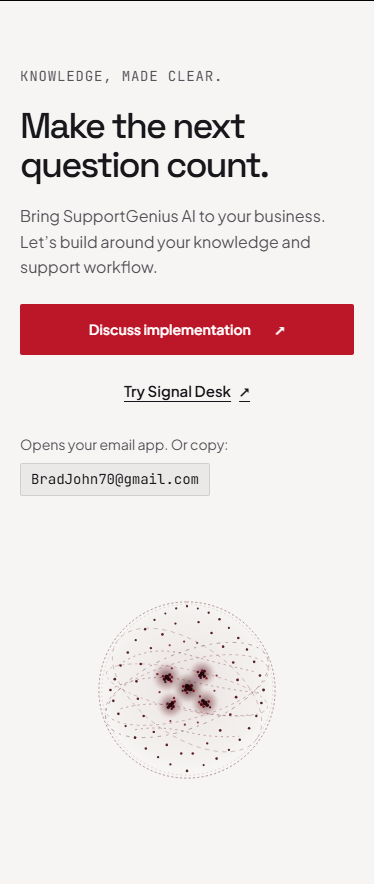 KNOWLEDGE, MADE CLEAR.
Make the next
question count.
Bring SupportGenius AI to your business.
Let’s build around your knowledge and
support workflow.
Discuss implementation ↗
Try Signal Desk ↗
Opens your email app. Or copy:
BradJohn70@gmail.com